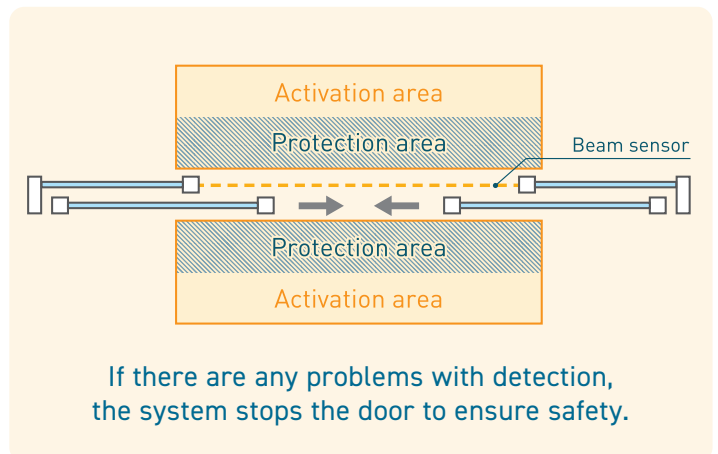 Activation area
Protection area
Beam sensor
Protection area
Activation area
If there are any problems with detection,
the system stops the door to ensure safety.